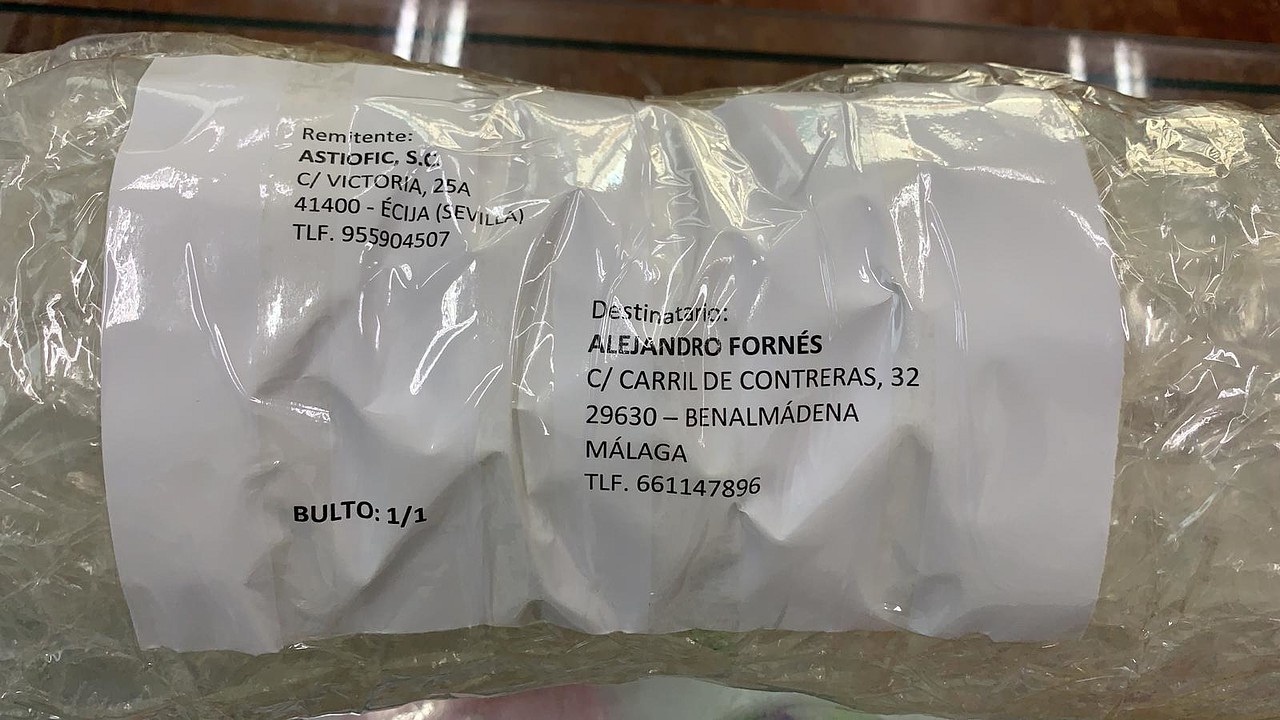 Remitente:
ASTIOFIC, S.C.
C/ VICTORIA, 25A
41400 - ÉCIJA (SEVILLA)
TLF. 955904507
Destinatario:
ALEJANDRO FORNÉS
C/ CARRIL DE CONTRERAS, 32
29630 – BENALMÁDENA
MÁLAGA
TLF. 661147896
BULTO: 1/1